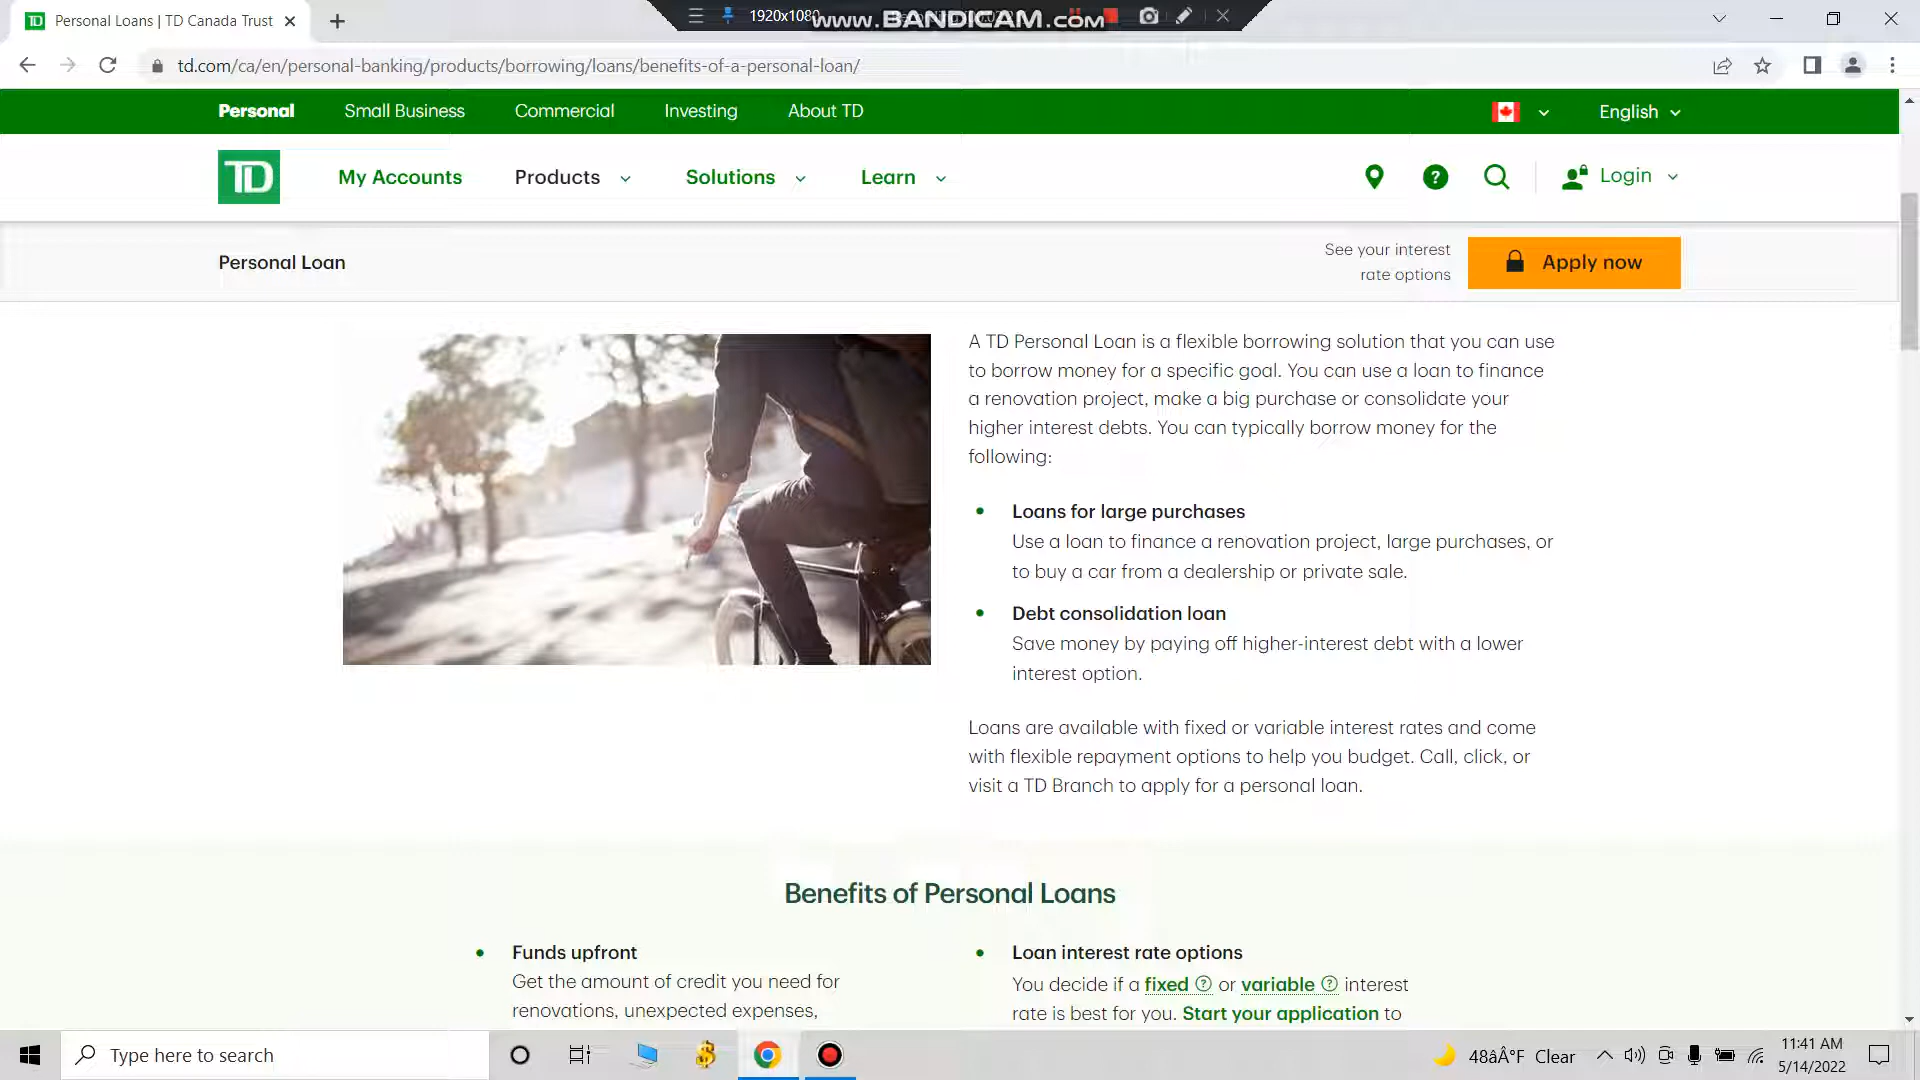 Personal Loans | TD Canada Trust
1920x1080
www.BANDICAM.com
td.com/ca/en/personal-banking/products/borrowing/loans/benefits-of-a-personal-loan/
Personal Small Business Commercial Investing About TD English
TD My Accounts Products Solutions Learn Login
Personal Loan
See your interest
rate options
Apply now
A TD Personal Loan is a flexible borrowing solution that you can use
to borrow money for a specific goal. You can use a loan to finance
a renovation project, make a big purchase or consolidate your
higher interest debts. You can typically borrow money for the
following:
• Loans for large purchases
Use a loan to finance a renovation project, large purchases, or
to buy a car from a dealership or private sale.
• Debt consolidation loan
Save money by paying off higher-interest debt with a lower
interest option.
Loans are available with fixed or variable interest rates and come
with flexible repayment options to help you budget. Call, click, or
visit a TD Branch to apply for a personal loan.
Benefits of Personal Loans
• Funds upfront
Get the amount of credit you need for
renovations, unexpected expenses,
• Loan interest rate options
You decide if a fixed ? or variable ? interest
rate is best for you. Start your application to
Type here to search
48âÂ°F Clear
11:41 AM
5/14/2022